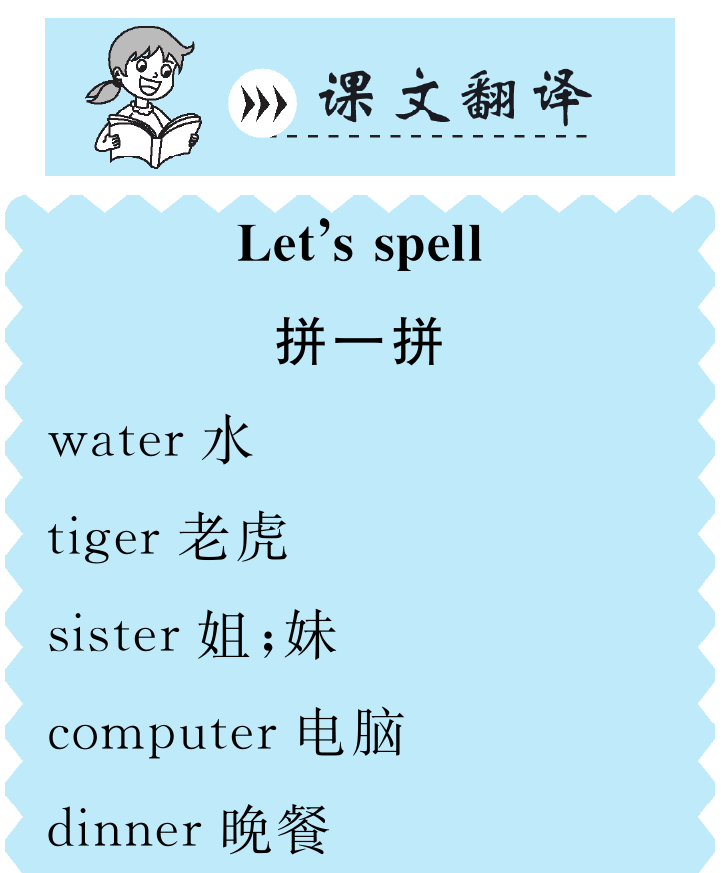 课文翻译
Let's spell
拼一拼
water 水
tiger 老虎
sister 姐;妹
computer 电脑
dinner 晚餐